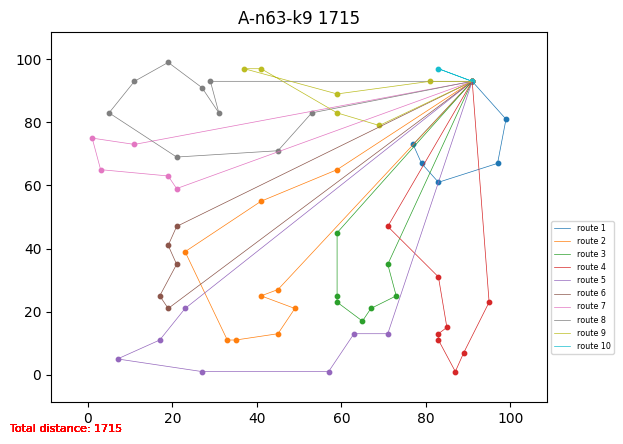 A-n63-k9 1715
100
80
60
40
20
0
0 20 40 60 80 100
route 1
route 2
route 3
route 4
route 5
route 6
route 7
route 8
route 9
route 10
Total distance: 1715